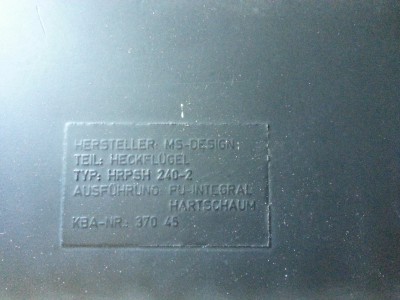 HERSTELLER: MS-DESIGN
TEIL: HECKFLÜGEL
TYP: HRPSH 240-2
AUSFÜHRUNG: PU-INTEGRAL
HARTSCHAUM
KBA-NR.: 370 45